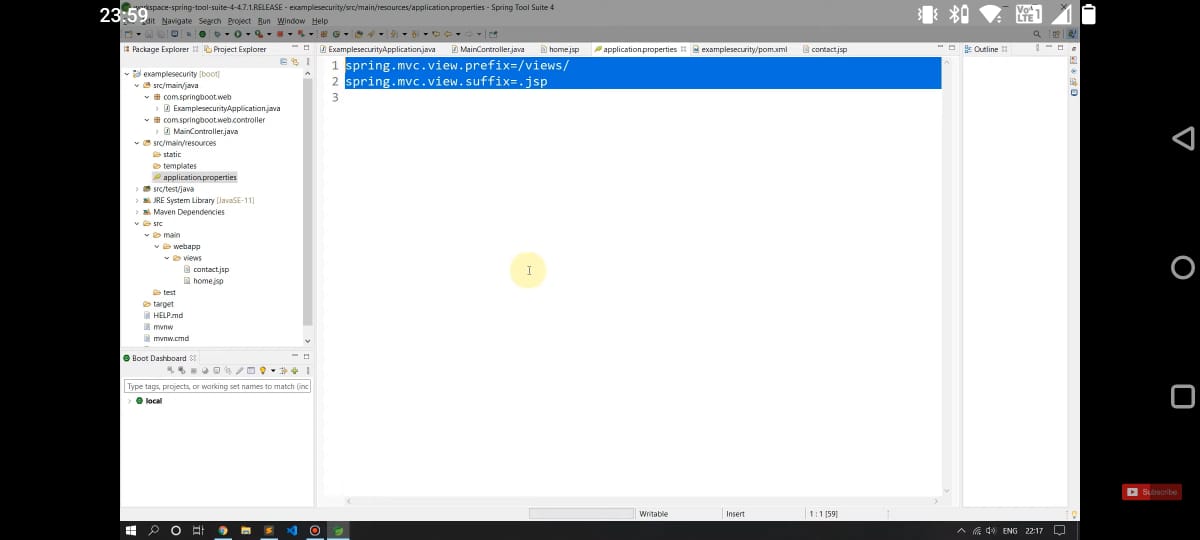 23:59
workspace-spring-tool-suite-4-4.7.1.RELEASE - examplesecurity/src/main/resources/application.properties - Spring Tool Suite 4
VoLTE 1
Edit Navigate Search Project Run Window Help
Package Explorer Project Explorer
ExamplesecurityApplication.java MainController.java home.jsp application.properties examplesecurity/pom.xml contact.jsp
Outline
1 spring.mvc.view.prefix=/views/
2 spring.mvc.view.suffix=.jsp
3
examplesecurity [boot]
src/main/java
com.springboot.web
ExamplesecurityApplication.java
com.springboot.web.controller
MainController.java
src/main/resources
static
templates
application.properties
src/test/java
JRE System Library [JavaSE-11]
Maven Dependencies
src
main
webapp
views
contact.jsp
home.jsp
test
target
HELP.md
mvnw
mvnw.cmd
Boot Dashboard
Type tags, projects, or working set names to match (inc
local
Writable Insert 1 : 1 [59]
Subscribe
ENG 22:17